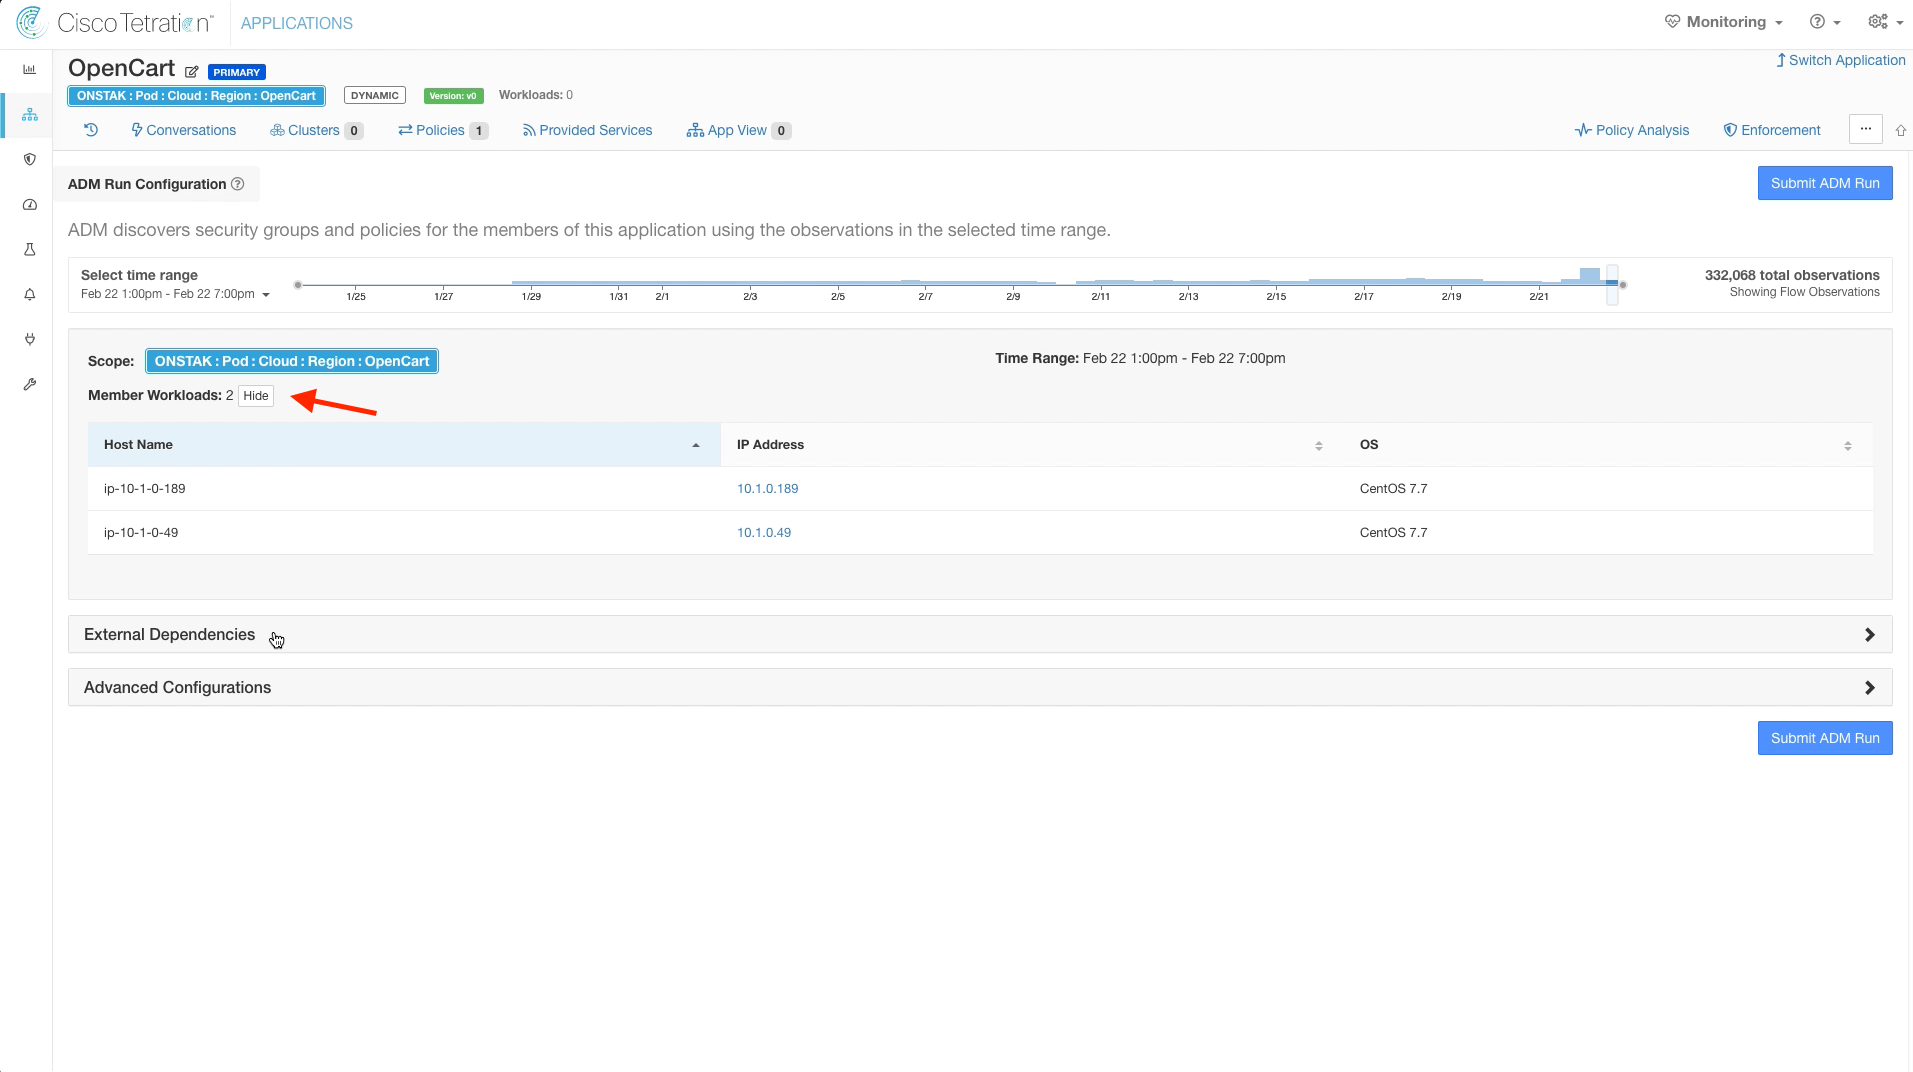 Cisco Tetration™ APPLICATIONS Monitoring
OpenCart PRIMARY Switch Application
ONSTAK : Pod : Cloud : Region : OpenCart DYNAMIC Version: v0 Workloads: 0
Conversations Clusters 0 Policies 1 Provided Services App View 0 Policy Analysis Enforcement ...
ADM Run Configuration Submit ADM Run
ADM discovers security groups and policies for the members of this application using the observations in the selected time range.
Select time range 332,068 total observations
Feb 22 1:00pm - Feb 22 7:00pm Showing Flow Observations
1/25 1/27 1/29 1/31 2/1 2/3 2/5 2/7 2/9 2/11 2/13 2/15 2/17 2/19 2/21
Scope: ONSTAK : Pod : Cloud : Region : OpenCart Time Range: Feb 22 1:00pm - Feb 22 7:00pm
Member Workloads: 2 Hide
Host Name IP Address OS
ip-10-1-0-189 10.1.0.189 CentOS 7.7
ip-10-1-0-49 10.1.0.49 CentOS 7.7
External Dependencies
Advanced Configurations
Submit ADM Run